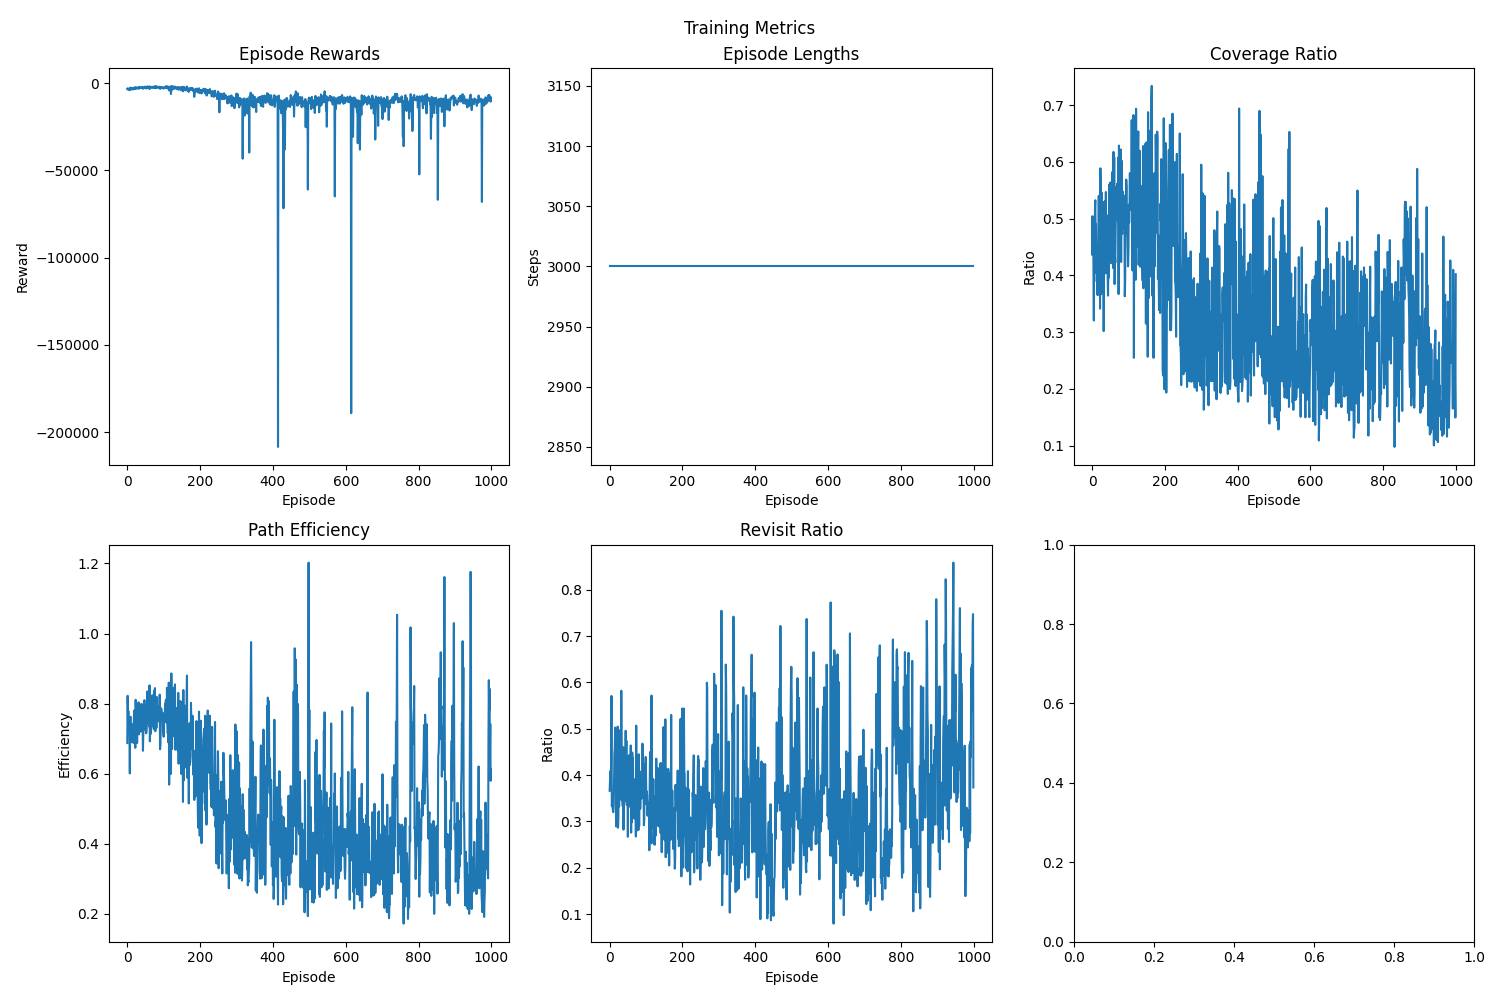 Training Metrics
Episode Rewards
0
−50000
−100000
−150000
−200000
Reward
0 200 400 600 800 1000
Episode
Episode Lengths
3150
3100
3050
3000
2950
2900
2850
Steps
0 200 400 600 800 1000
Episode
Coverage Ratio
0.7
0.6
0.5
0.4
0.3
0.2
0.1
Ratio
0 200 400 600 800 1000
Episode
Path Efficiency
1.2
1.0
0.8
0.6
0.4
0.2
Efficiency
0 200 400 600 800 1000
Episode
Revisit Ratio
0.8
0.7
0.6
0.5
0.4
0.3
0.2
0.1
Ratio
0 200 400 600 800 1000
Episode
1.0
0.8
0.6
0.4
0.2
0.0
0.0 0.2 0.4 0.6 0.8 1.0